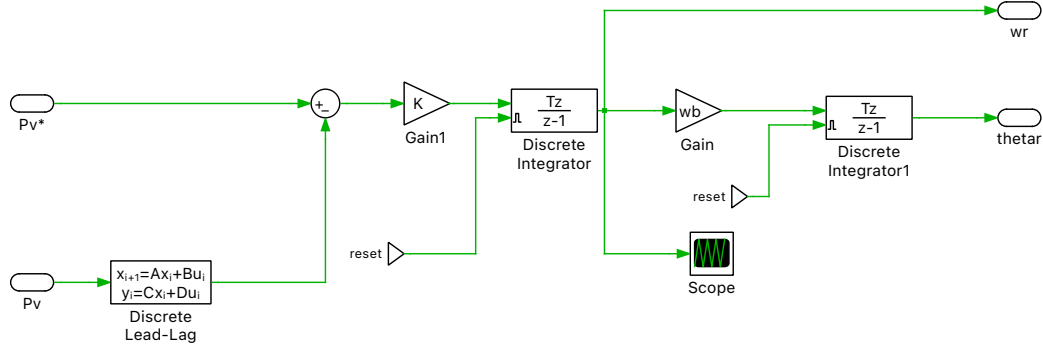 wr
Pv*
+
−
K
Gain1
Tz
z-1
Discrete
Integrator
wb
Gain
Tz
z-1
Discrete
Integrator1
thetar
reset
reset
Scope
Pv
xᵢ₊₁=Axᵢ+Buᵢ
yᵢ=Cxᵢ+Duᵢ
Discrete
Lead-Lag